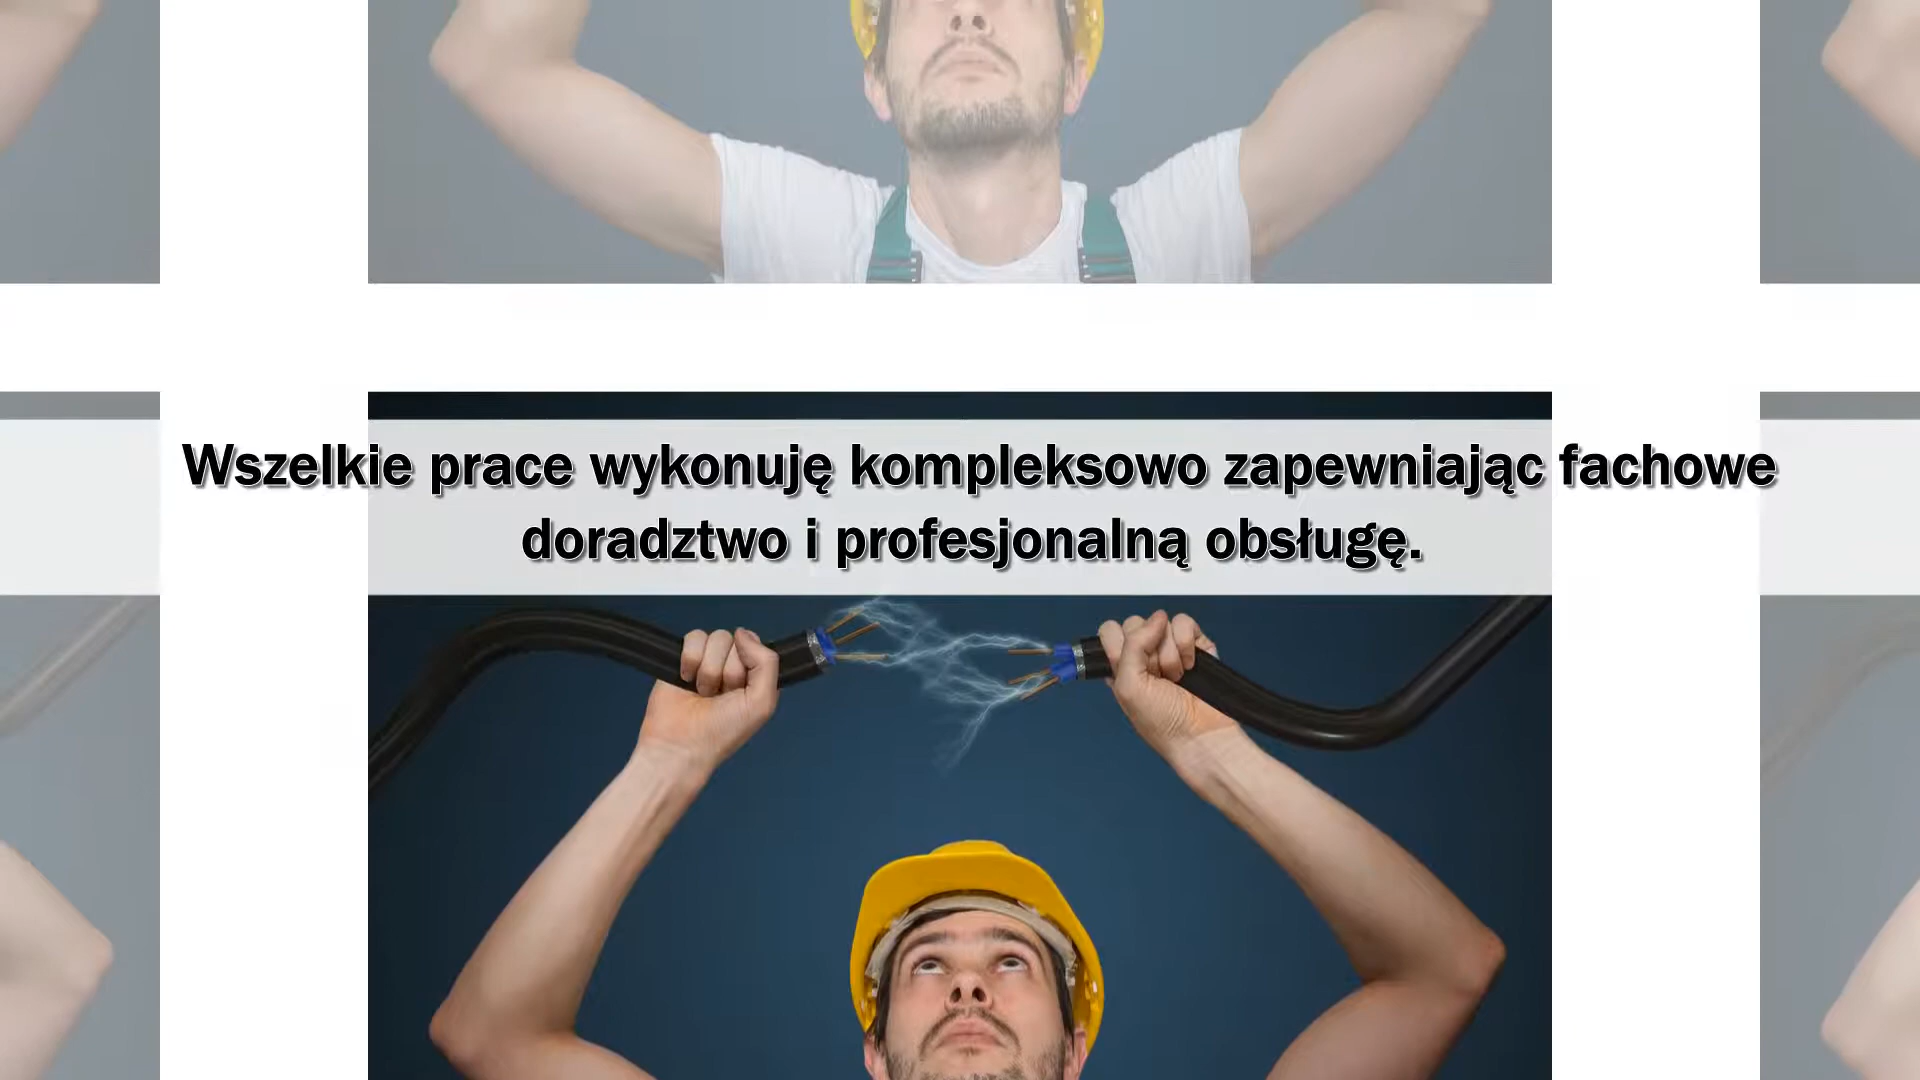 Wszelkie prace wykonuję kompleksowo zapewniając fachowe
doradztwo i profesjonalną obsługę.